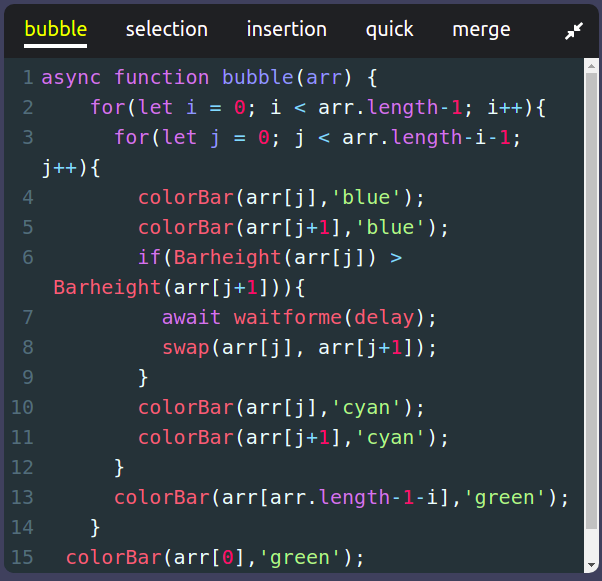 bubble selection insertion quick merge
1 async function bubble(arr) {
2 for(let i = 0; i < arr.length-1; i++){
3 for(let j = 0; j < arr.length-i-1;
j++){
4 colorBar(arr[j],'blue');
5 colorBar(arr[j+1],'blue');
6 if(Barheight(arr[j]) >
Barheight(arr[j+1])){
7 await waitforme(delay);
8 swap(arr[j], arr[j+1]);
9 }
10 colorBar(arr[j],'cyan');
11 colorBar(arr[j+1],'cyan');
12 }
13 colorBar(arr[arr.length-1-i],'green');
14 }
15 colorBar(arr[0],'green');